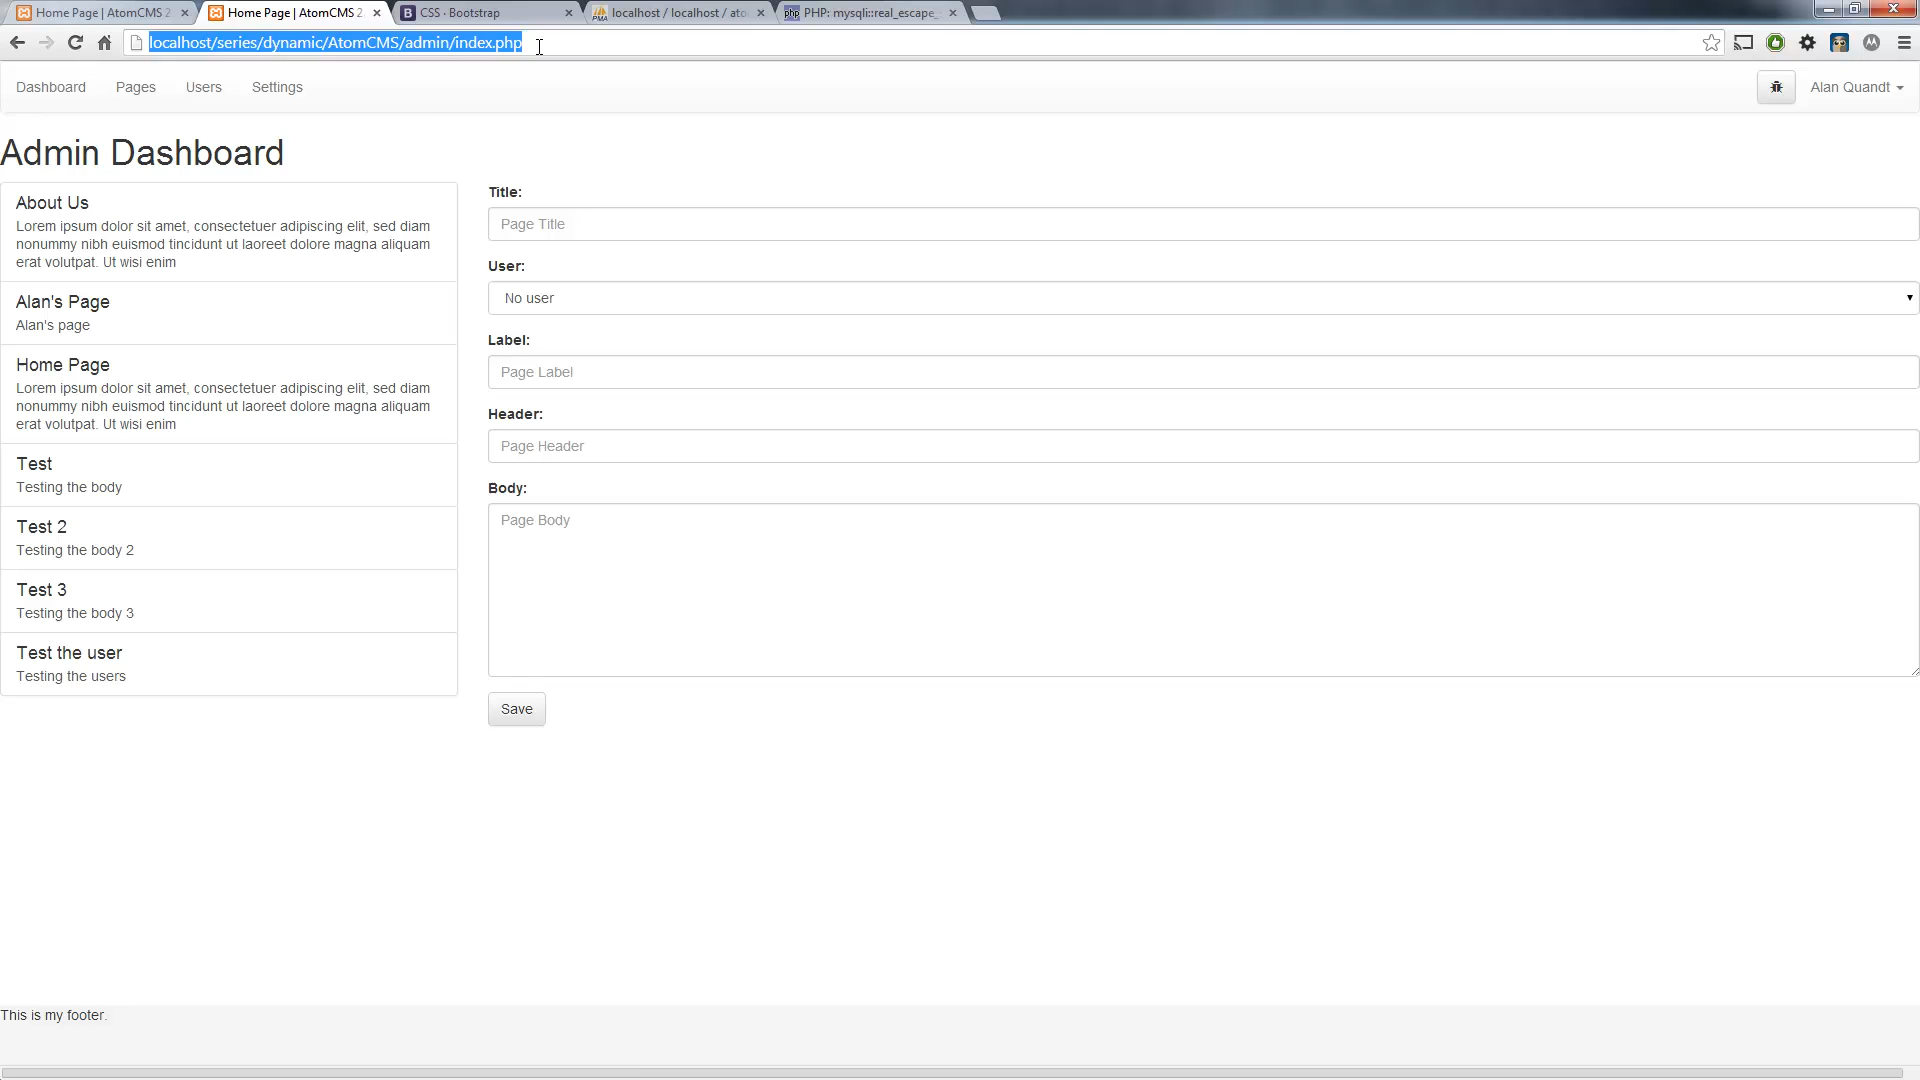 Home Page | AtomCMS 2.
Home Page | AtomCMS 2.
CSS · Bootstrap
localhost / localhost / ato
PHP: mysqli::real_escape_
localhost/series/dynamic/AtomCMS/admin/index.php
Dashboard
Pages
Users
Settings
Alan Quandt
Admin Dashboard
About Us
Lorem ipsum dolor sit amet, consectetuer adipiscing elit, sed diam
nonummy nibh euismod tincidunt ut laoreet dolore magna aliquam
erat volutpat. Ut wisi enim
Alan's Page
Alan's page
Home Page
Lorem ipsum dolor sit amet, consectetuer adipiscing elit, sed diam
nonummy nibh euismod tincidunt ut laoreet dolore magna aliquam
erat volutpat. Ut wisi enim
Test
Testing the body
Test 2
Testing the body 2
Test 3
Testing the body 3
Test the user
Testing the users
Title:
Page Title
User:
No user
Label:
Page Label
Header:
Page Header
Body:
Page Body
Save
This is my footer.